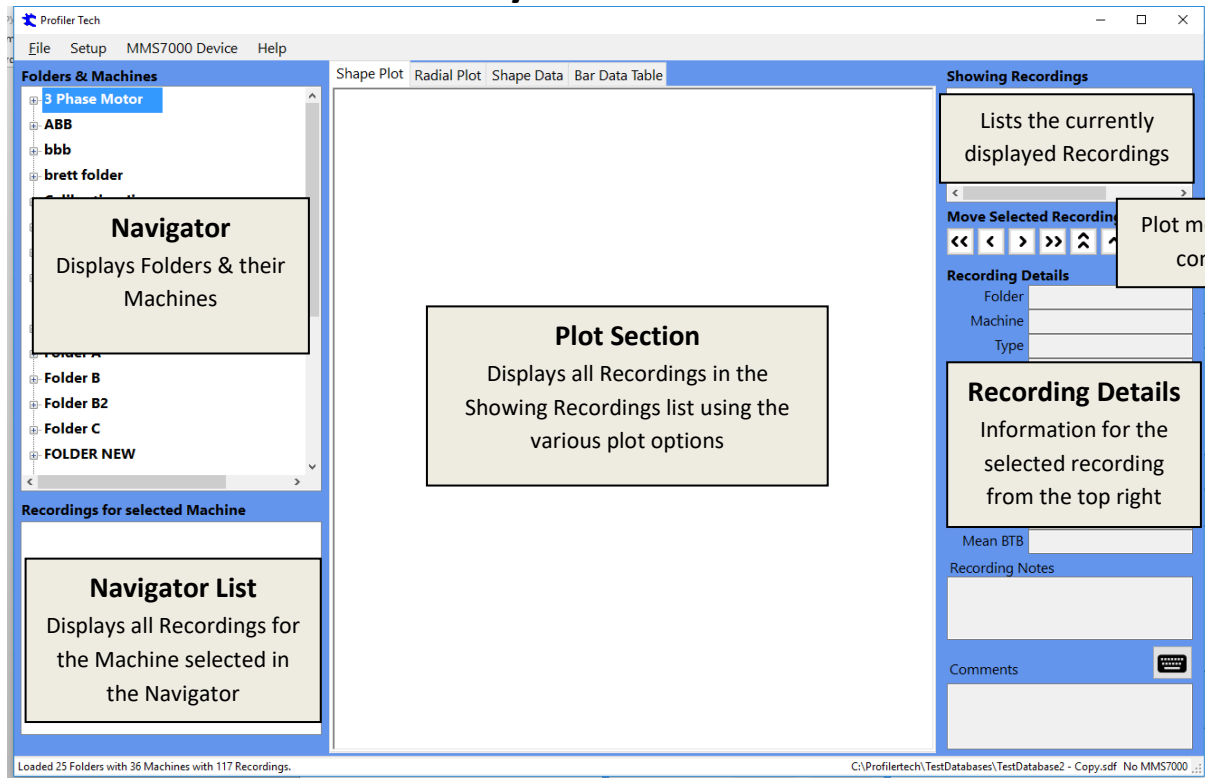 Profiler Tech
File Setup MMS7000 Device Help
Folders & Machines
3 Phase Motor
ABB
bbb
brett folder
Navigator
Displays Folders & their
Machines
Folder B
Folder B2
Folder C
FOLDER NEW
Recordings for selected Machine
Navigator List
Displays all Recordings for
the Machine selected in
the Navigator
Shape Plot Radial Plot Shape Data Bar Data Table
Plot Section
Displays all Recordings in the
Showing Recordings list using the
various plot options
Showing Recordings
Lists the currently
displayed Recordings
Move Selected Recording
Plot
Recording Details
Folder
Machine
Type
Recording Details
Information for the
selected recording
from the top right
Mean BTB
Recording Notes
Comments
Loaded 25 Folders with 36 Machines with 117 Recordings.
C:\Profilertech\TestDatabases\TestDatabase2 - Copy.sdf No MMS7000